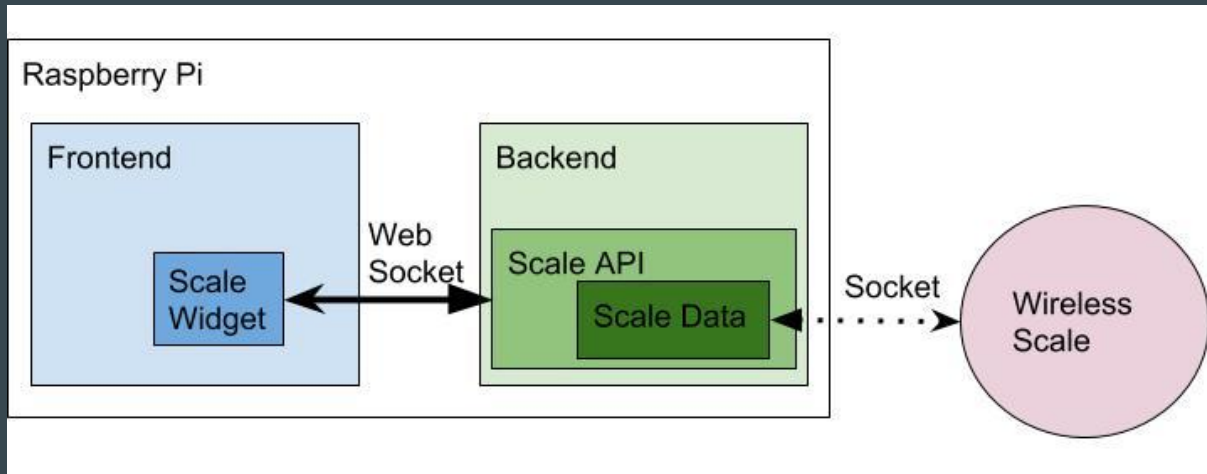 Raspberry Pi
Frontend
Backend
Web
Socket
Scale
Widget
Scale API
Scale Data
Socket
Wireless
Scale